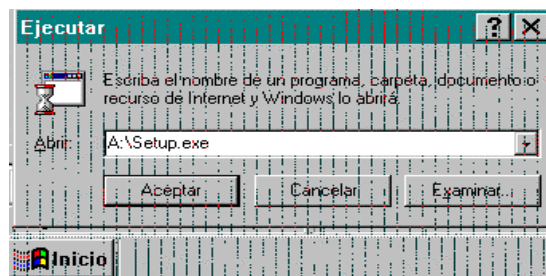 Ejecutar
Escriba el nombre de un programa, carpeta, documento o
recurso de Internet y Windows lo abrirá.
Abrir:
A:\Setup.exe
Aceptar Cancelar Examinar...
Inicio